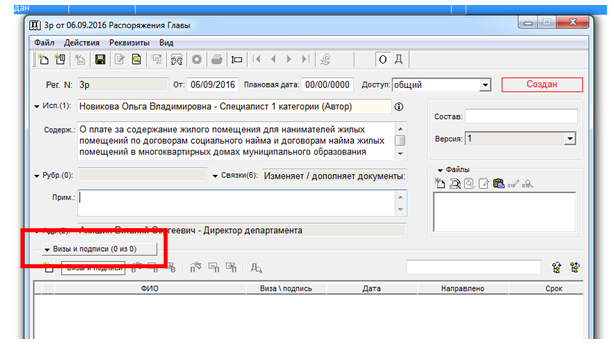 дан
3р от 06.09.2016 Распоряжения Главы
Файл Действия Реквизиты Вид
О Д
Рег. N: 3р От: 06/09/2016 Плановая дата: 00/00/0000 Доступ: общий Создан
Исп.(1): Новикова Ольга Владимировна - Специалист 1 категории (Автор)
Состав:
Содерж.: О плате за содержание жилого помещения для нанимателей жилых
помещений по договорам социального найма и договорам найма жилых
помещений в многоквартирных домах муниципального образования
Версия: 1
Рубр.(0): Связки(6): Изменяет / дополняет документы:
Файлы
Прим.:
Виталий Сергеевич - Директор департамента
Визы и подписи (0 из 0)
Визы и подписи
ФИО Виза \ подпись Дата Направлено Срок